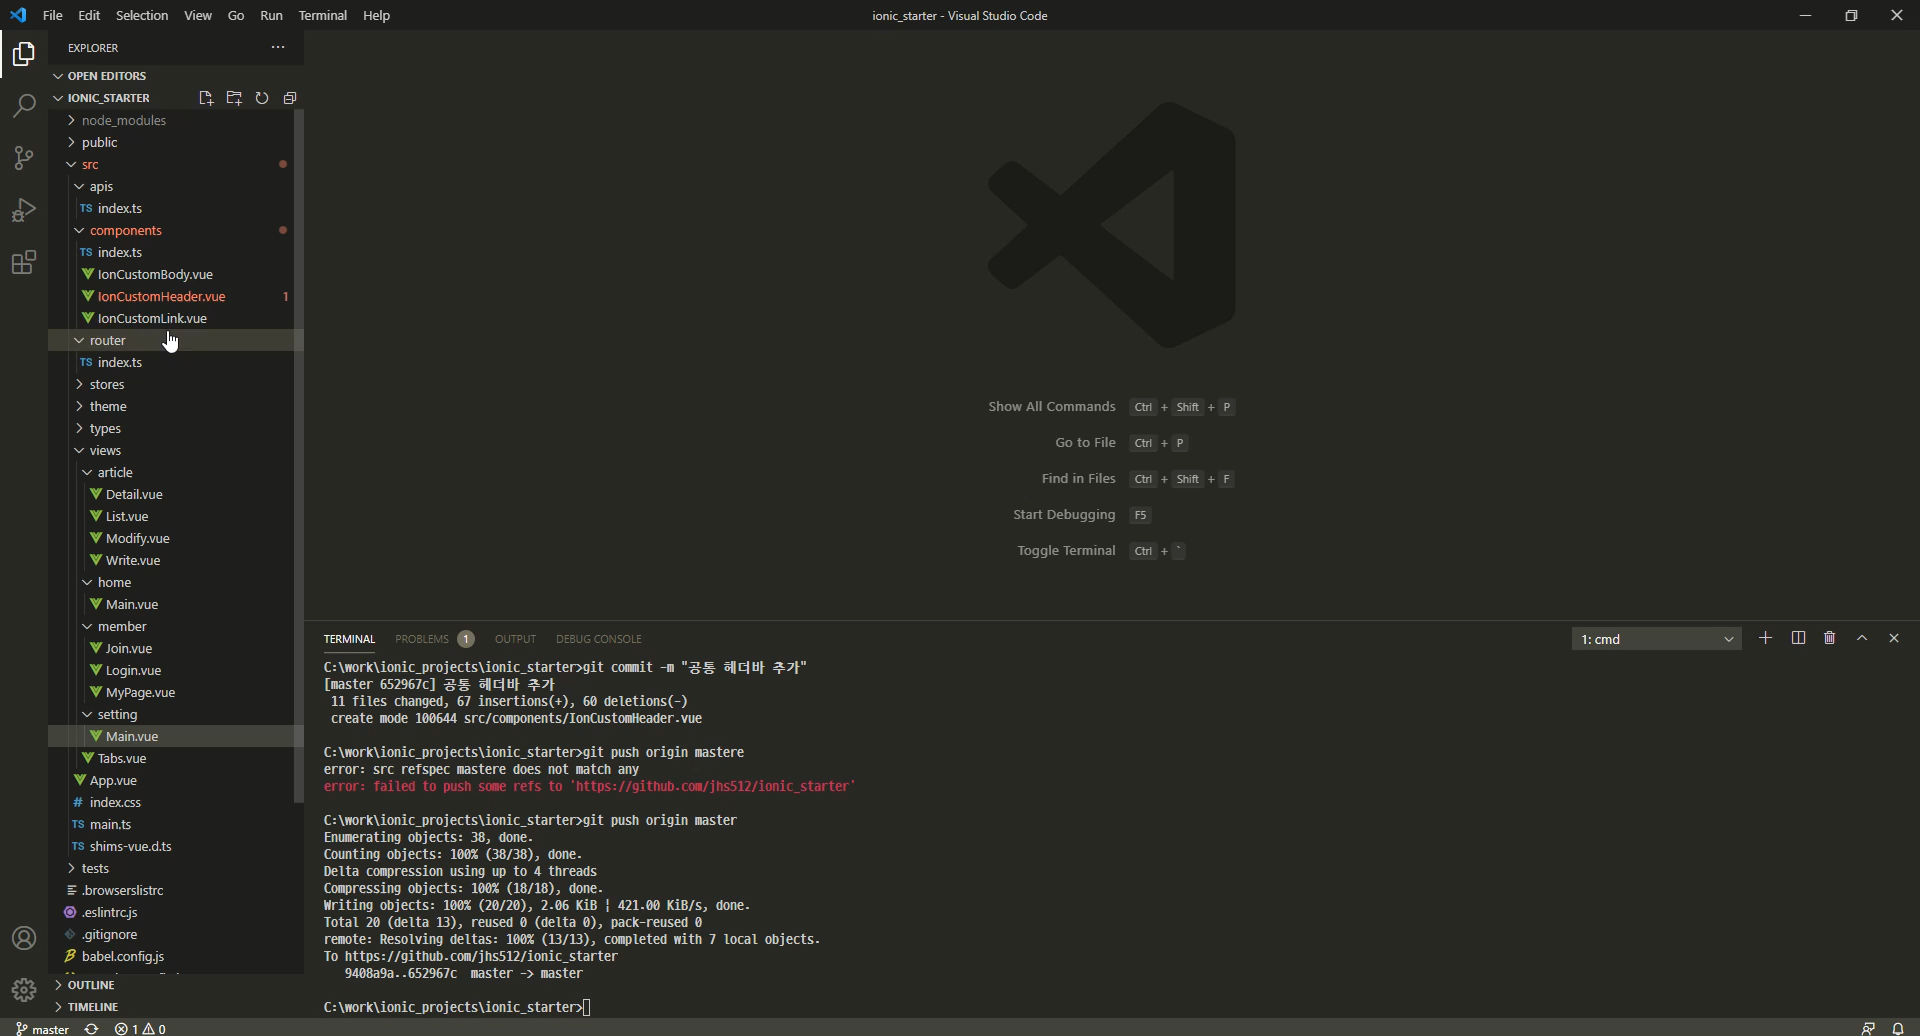 File Edit Selection View Go Run Terminal Help
ionic_starter - Visual Studio Code
EXPLORER
OPEN EDITORS
IONIC_STARTER
node_modules
public
src
apis
TS index.ts
components
TS index.ts
IonCustomBody.vue
IonCustomHeader.vue 1
IonCustomLink.vue
router
TS index.ts
stores
theme
types
views
article
Detail.vue
List.vue
Modify.vue
Write.vue
home
Main.vue
member
Join.vue
Login.vue
MyPage.vue
setting
Main.vue
Tabs.vue
App.vue
# index.css
TS main.ts
TS shims-vue.d.ts
tests
.browserslistrc
.eslintrc.js
.gitignore
babel.config.js
OUTLINE
TIMELINE
Show All Commands Ctrl + Shift + P
Go to File Ctrl + P
Find in Files Ctrl + Shift + F
Start Debugging F5
Toggle Terminal Ctrl + `
TERMINAL PROBLEMS 1 OUTPUT DEBUG CONSOLE
1: cmd
C:\work\ionic_projects\ionic_starter>git commit -m "공통 헤더바 추가"
[master 652967c] 공통 헤더바 추가
11 files changed, 67 insertions(+), 60 deletions(-)
create mode 100644 src/components/IonCustomHeader.vue
C:\work\ionic_projects\ionic_starter>git push origin mastere
error: src refspec mastere does not match any
error: failed to push some refs to 'https://github.com/jhs512/ionic_starter'
C:\work\ionic_projects\ionic_starter>git push origin master
Enumerating objects: 38, done.
Counting objects: 100% (38/38), done.
Delta compression using up to 4 threads
Compressing objects: 100% (18/18), done.
Writing objects: 100% (20/20), 2.06 KiB | 421.00 KiB/s, done.
Total 20 (delta 13), reused 0 (delta 0), pack-reused 0
remote: Resolving deltas: 100% (13/13), completed with 7 local objects.
To https://github.com/jhs512/ionic_starter
9408a9a..652967c master -> master
C:\work\ionic_projects\ionic_starter>
master 1 0